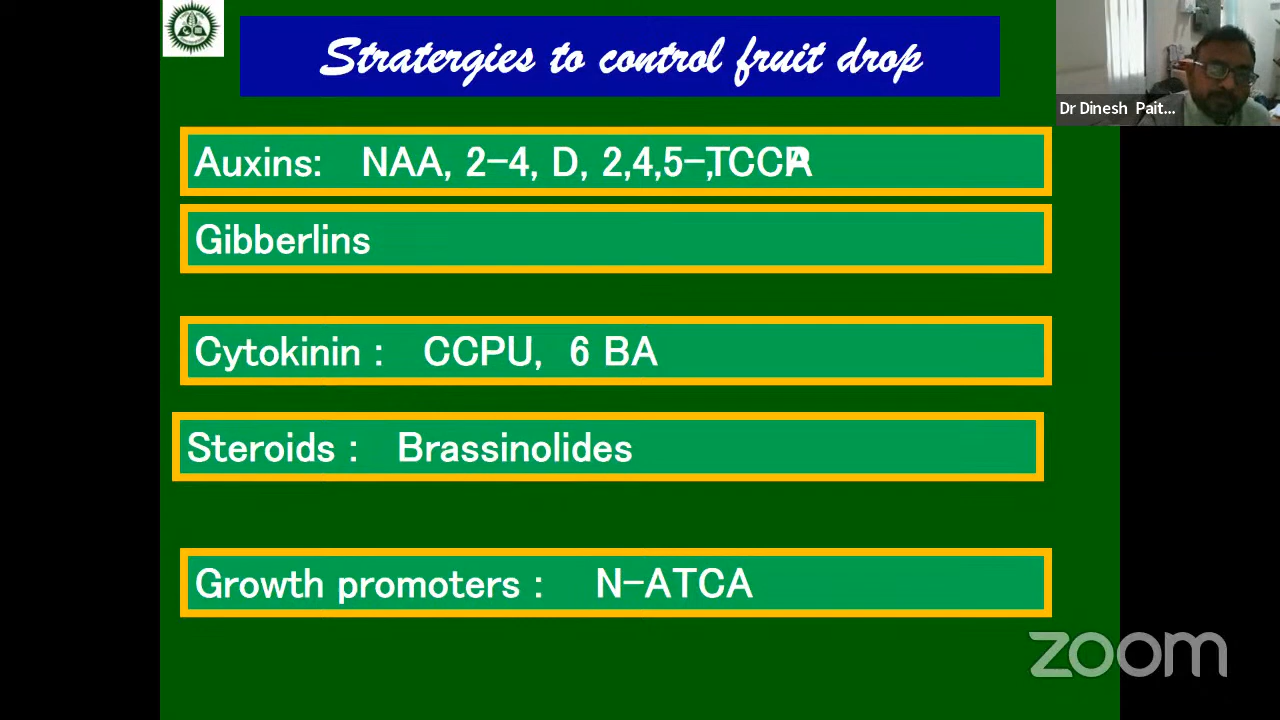 Stratergies to control fruit drop
Dr Dinesh Pait...
Auxins: NAA, 2-4, D, 2,4,5-
Gibberlins
Cytokinin : CCPU, 6 BA
Steroids : Brassinolides
Growth promoters : N-ATCA
zoom